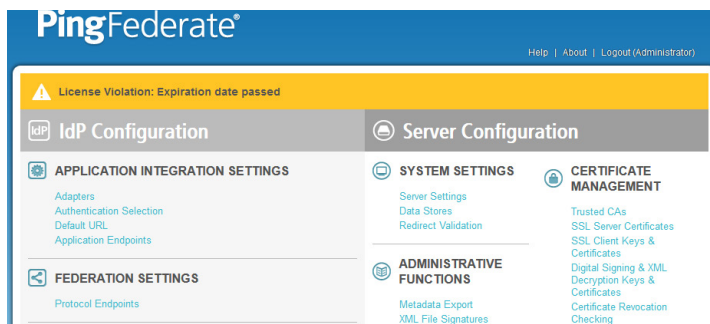 PingFederate®
Help | About | Logout (Administrator)
License Violation: Expiration date passed
IdP IdP Configuration
APPLICATION INTEGRATION SETTINGS
Adapters
Authentication Selection
Default URL
Application Endpoints
FEDERATION SETTINGS
Protocol Endpoints
Server Configuration
SYSTEM SETTINGS
Server Settings
Data Stores
Redirect Validation
ADMINISTRATIVE
FUNCTIONS
Metadata Export
XML File Signatures
CERTIFICATE
MANAGEMENT
Trusted CAs
SSL Server Certificates
SSL Client Keys &
Certificates
Digital Signing & XML
Decryption Keys &
Certificates
Certificate Revocation
Checking